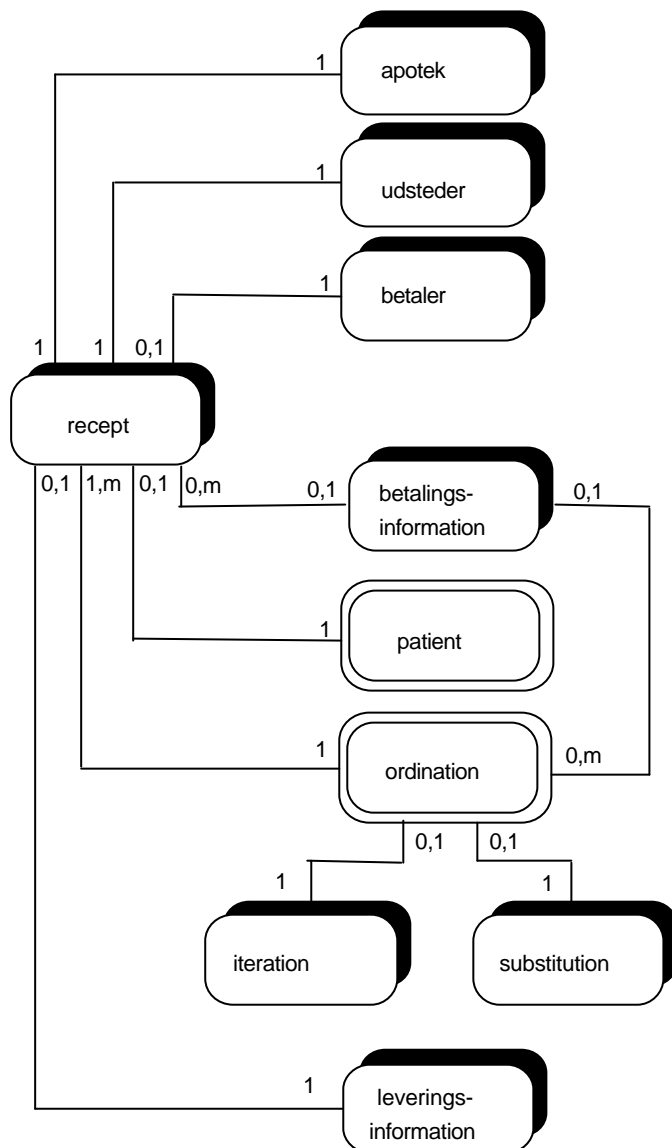 1
apotek
1
udsteder
1
betaler
1
1
0,1
recept
0,1
1,m
0,1
0,m
0,1
betalings-
information
0,1
1
patient
1
ordination
0,m
0,1
0,1
1
1
iteration
substitution
1
leverings-
information